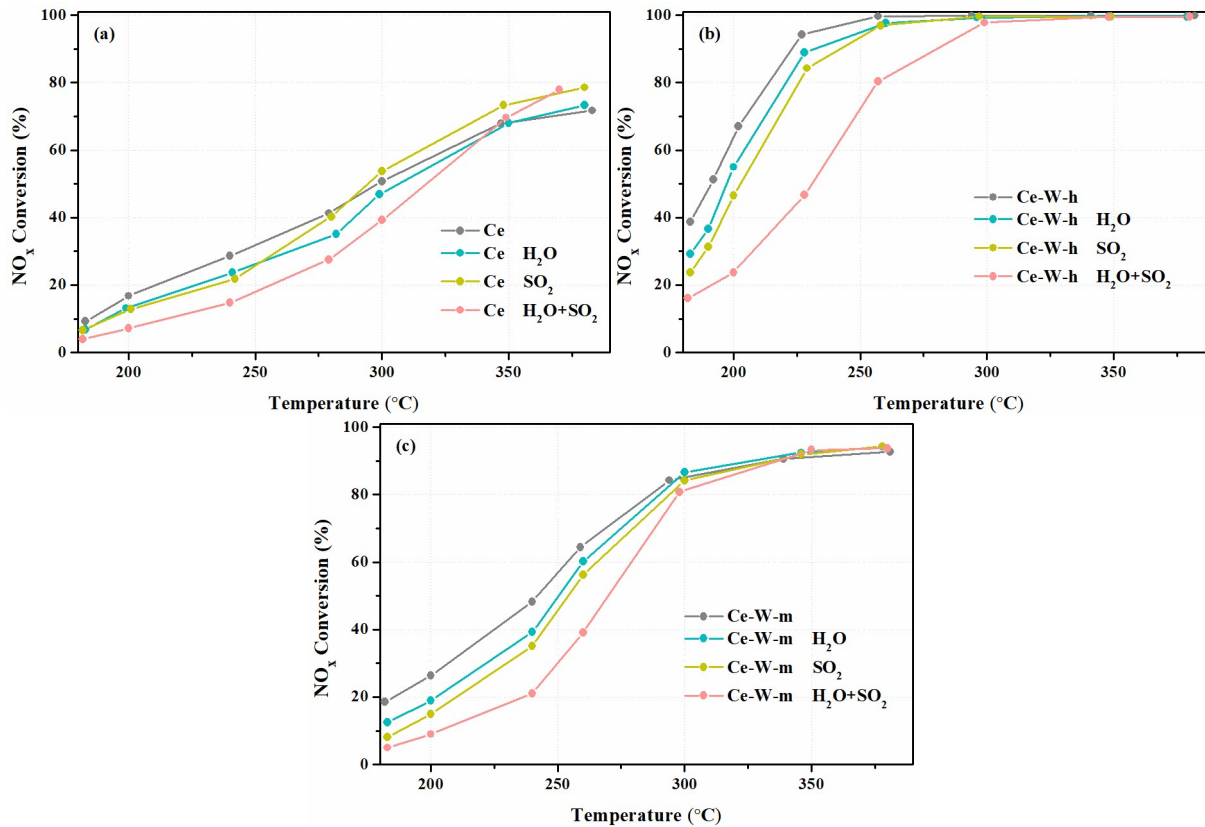 (a)
NOx Conversion (%)
100
80
60
40
20
0
Ce
Ce H2O
Ce SO2
Ce H2O+SO2
200 250 300 350
Temperature (°C)
(b)
NOx Conversion (%)
100
80
60
40
20
0
Ce-W-h
Ce-W-h H2O
Ce-W-h SO2
Ce-W-h H2O+SO2
200 250 300 350
Temperature (°C)
(c)
NOx Conversion (%)
100
80
60
40
20
0
Ce-W-m
Ce-W-m H2O
Ce-W-m SO2
Ce-W-m H2O+SO2
200 250 300 350
Temperature (°C)